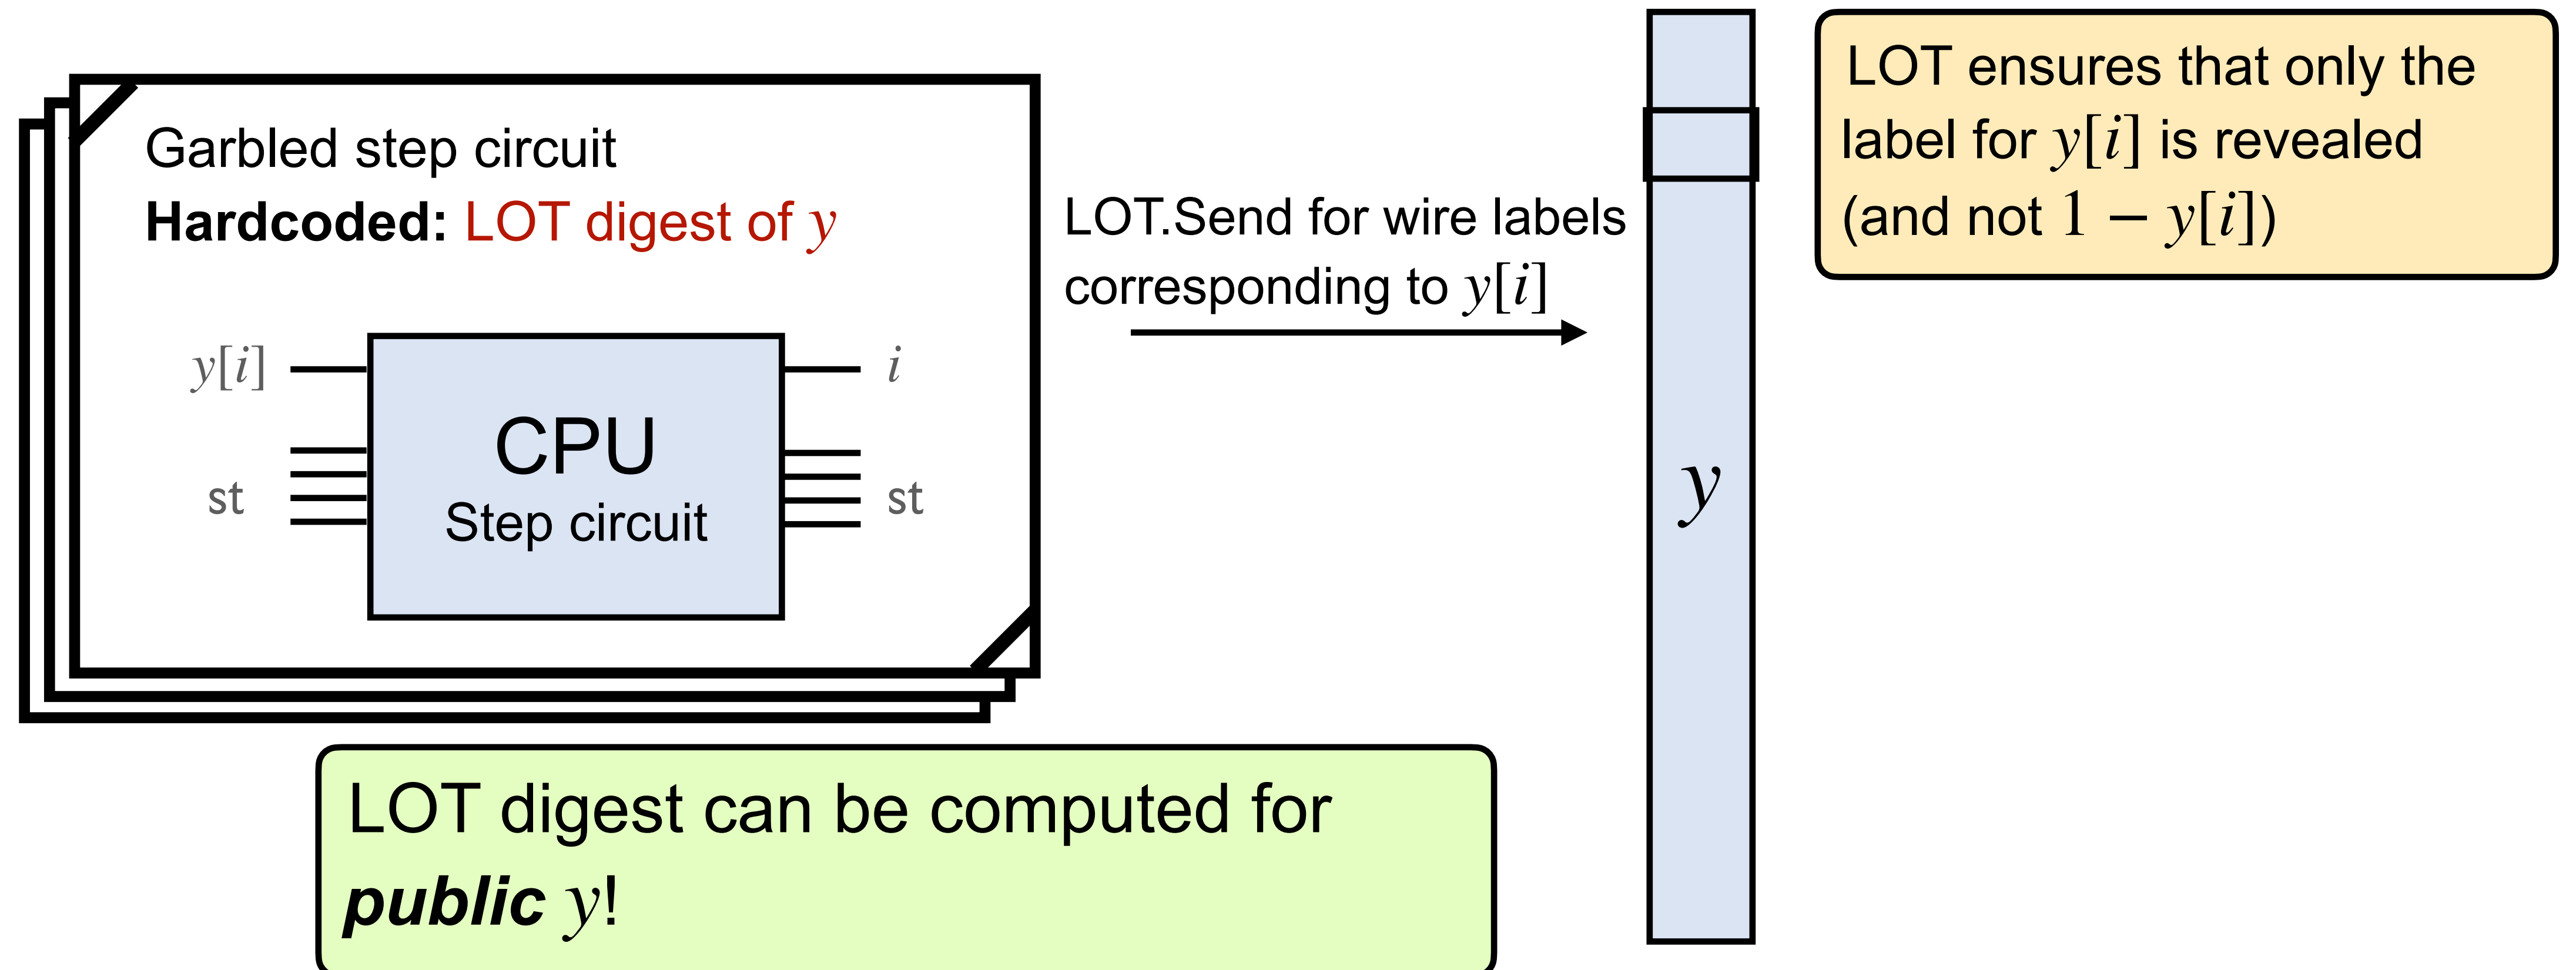 Garbled step circuit
Hardcoded: LOT digest of y
y[i]
i
CPU
Step circuit
st
st
LOT.Send for wire labels
corresponding to y[i]
y
LOT ensures that only the
label for y[i] is revealed
(and not 1 − y[i])
LOT digest can be computed for
public y!